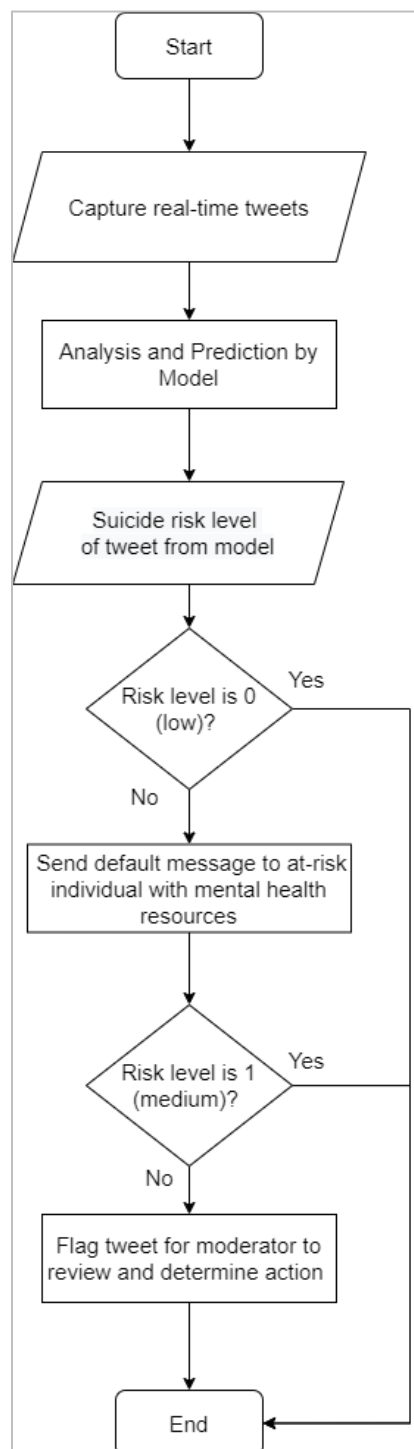 Start
Capture real-time tweets
Analysis and Prediction by
Model
Suicide risk level
of tweet from model
Risk level is 0
(low)?
Yes
No
Send default message to at-risk
individual with mental health
resources
Risk level is 1
(medium)?
Yes
No
Flag tweet for moderator to
review and determine action
End